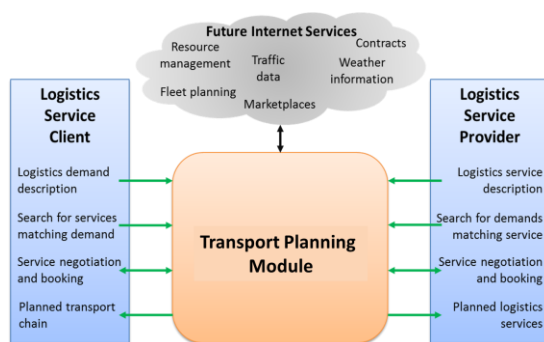 Future Internet Services
Resource
management
Traffic
data
Contracts
Weather
information
Fleet planning
Marketplaces
Logistics
Service
Client
Logistics demand
description
Search for services
matching demand
Service negotiation
and booking
Planned transport
chain
Transport Planning
Module
Logistics
Service
Provider
Logistics service
description
Search for demands
matching service
Service negotiation
and booking
Planned logistics
services